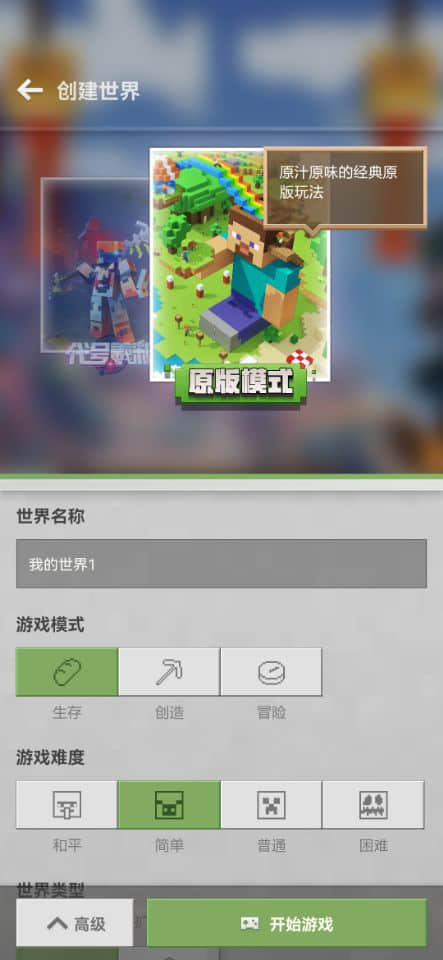 创建世界
原汁原味的经典原
版玩法
代号羲和
原版模式
世界名称
我的世界1
游戏模式
生存 创造 冒险
游戏难度
和平 简单 普通 困难
世界类型
高级 开始游戏